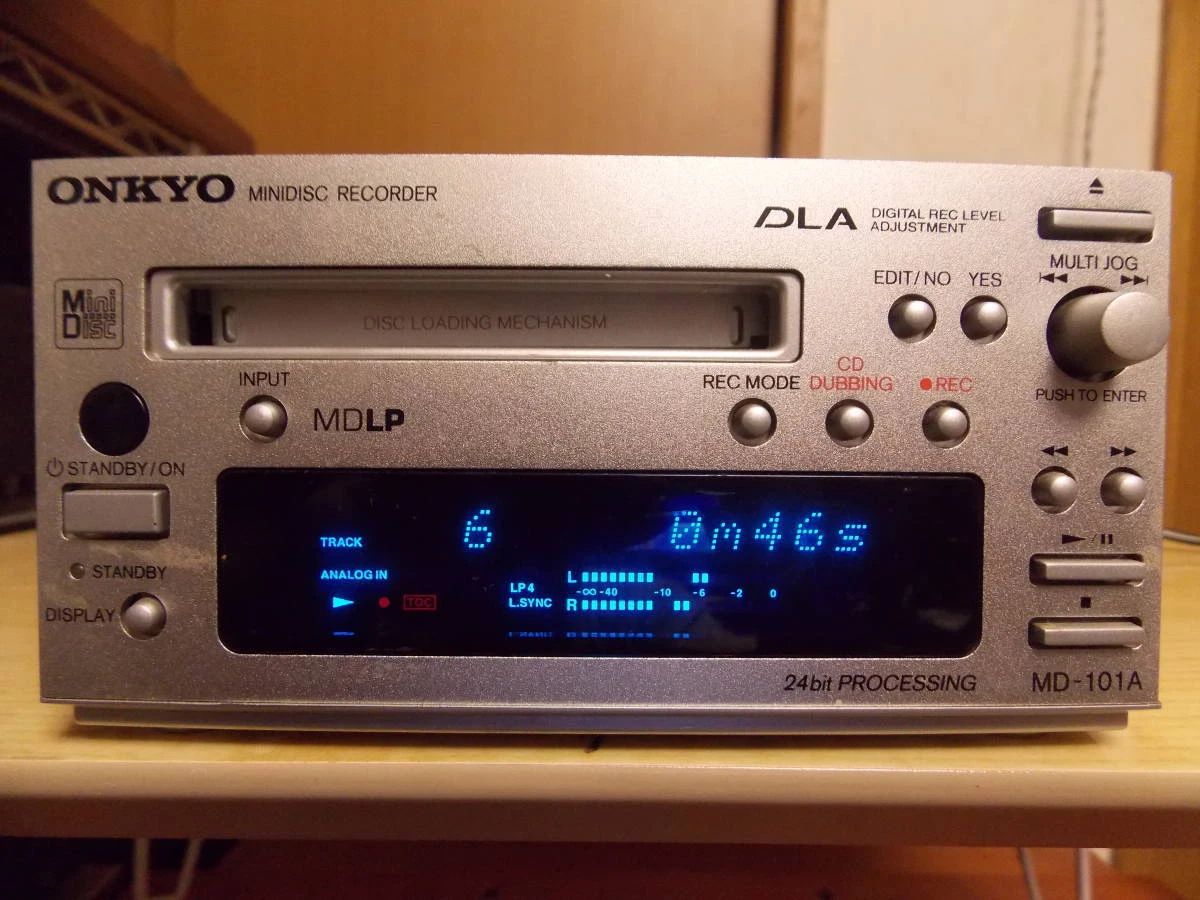 ONKYO MINIDISC RECORDER
DLA DIGITAL REC LEVEL
ADJUSTMENT
MULTI JOG
EDIT/NO YES
Mini
Disc
DISC LOADING MECHANISM
PUSH TO ENTER
INPUT
MDLP
REC MODE
CD
DUBBING
REC
STANDBY/ON
STANDBY
DISPLAY
TRACK 6 0m46s
ANALOG IN
TOC
LP4
L.SYNC
L
-∞ -40 -10 -6 -2 0
R
24bit PROCESSING
MD-101A